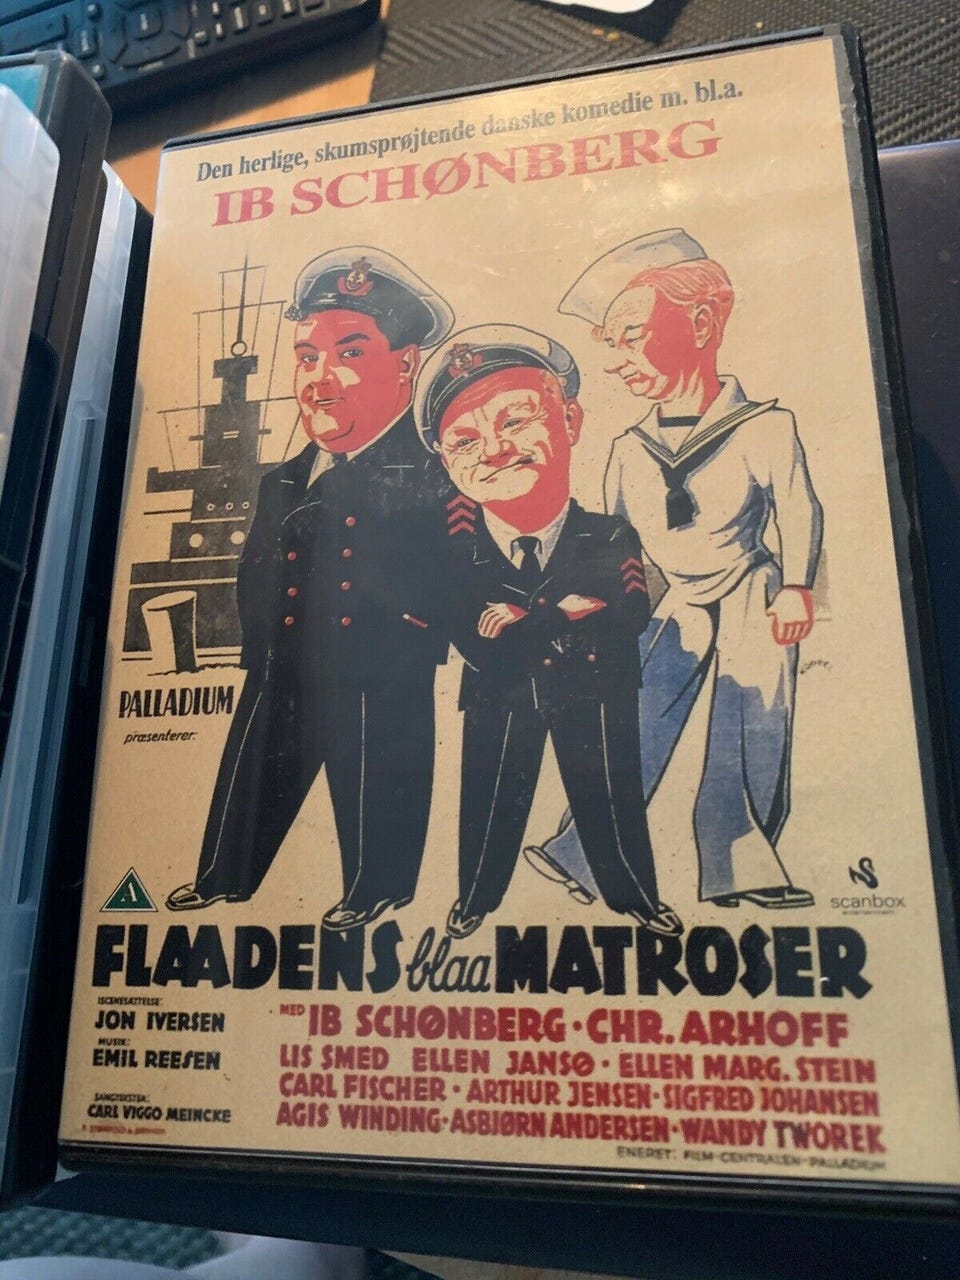 Den herlige, skumsprøjtende danske komedie m. bl.a.
IB SCHØNBERG
PALLADIUM
præsenterer:
A
scanbox
entertainment
FLAADENS blaa MATROSER
ISCENESÆTTELSE:
JON IVERSEN
MUSIK:
EMIL REESEN
SANGTEKSTER:
CARL VIGGO MEINCKE
MED IB SCHØNBERG · CHR. ARHOFF
LIS SMED ELLEN JANSØ · ELLEN MARG. STEIN
CARL FISCHER · ARTHUR JENSEN · SIGFRED JOHANSEN
AGIS WINDING · ASBJØRN ANDERSEN · WANDY TWOREK
ENERET: FILM-CENTRALEN-PALLADIUM